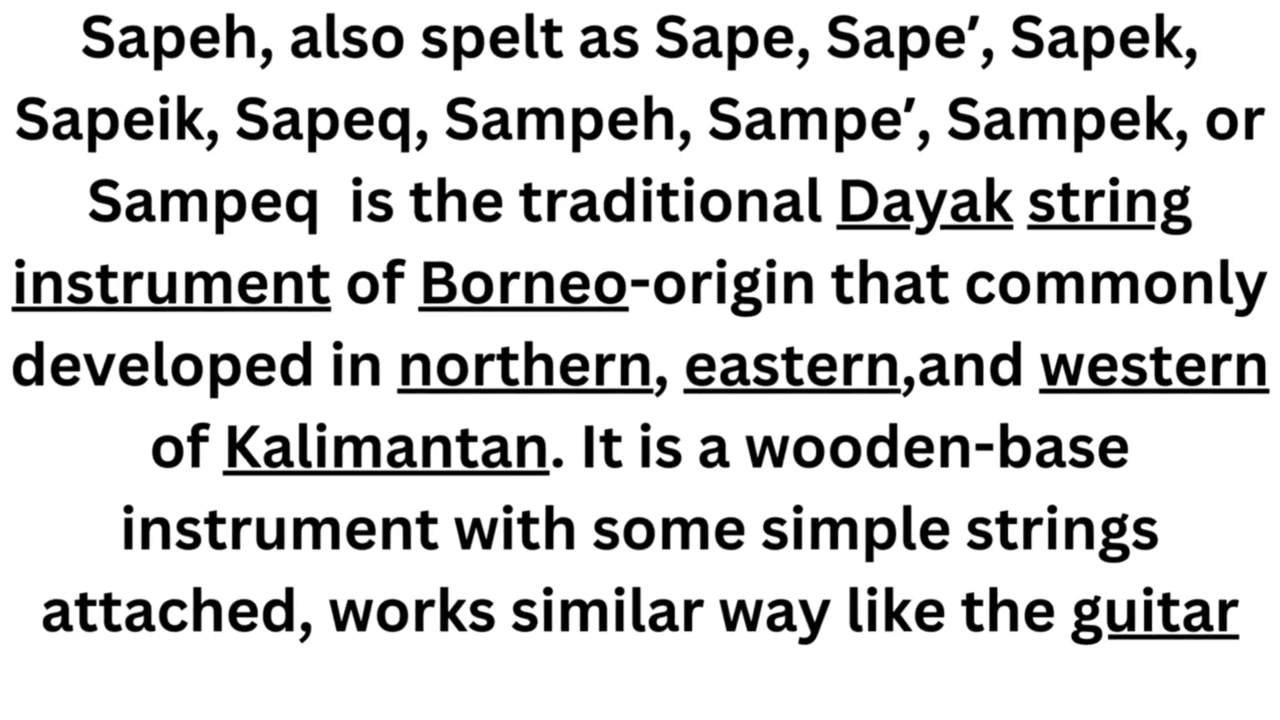 Sapeh, also spelt as Sape, Sape′, Sapek,
Sapeik, Sapeq, Sampeh, Sampe′, Sampek, or
Sampeq  is the traditional Dayak string
instrument of Borneo-origin that commonly
developed in northern, eastern,and western
of Kalimantan. It is a wooden-base
instrument with some simple strings
attached, works similar way like the guitar